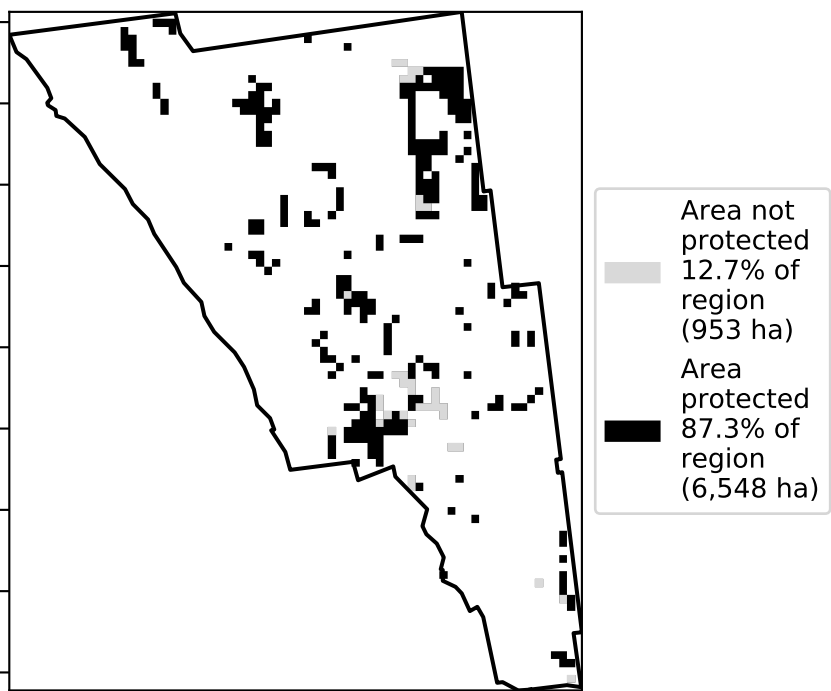 Area not
protected
12.7% of
region
(953 ha)
Area
protected
87.3% of
region
(6,548 ha)